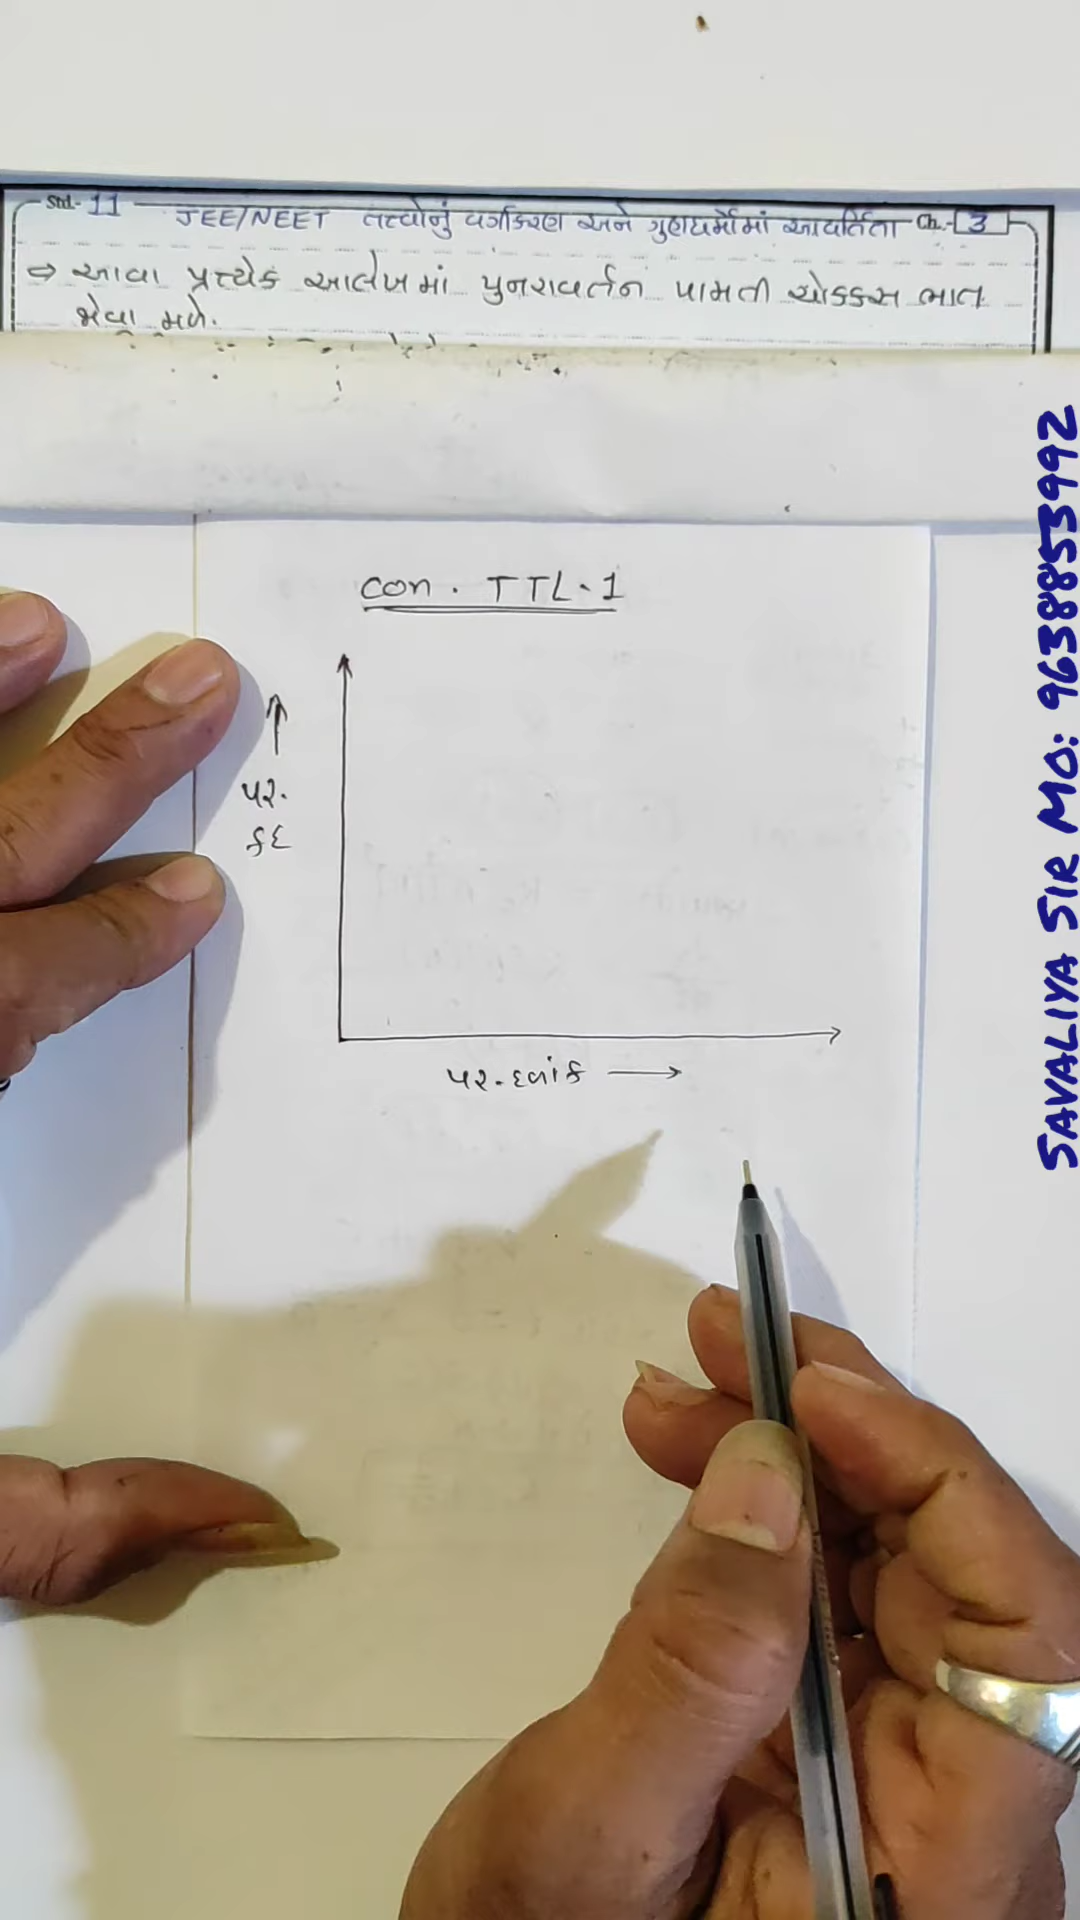 Std.- 11 JEE/NEET તત્ત્વોનું વર્ગીકરણ અને ગુણધર્મોમાં આવર્તિતા Ch.- 3
⇒ આવા પ્રત્યેક આલેખમાં પુનરાવર્તન પામતી ચોક્કસ ભાત
જોવા મળે.
con. TTL-1
પર.
કદ
પર. દળાંક
SAVALIYA SIR MO: 9638853992